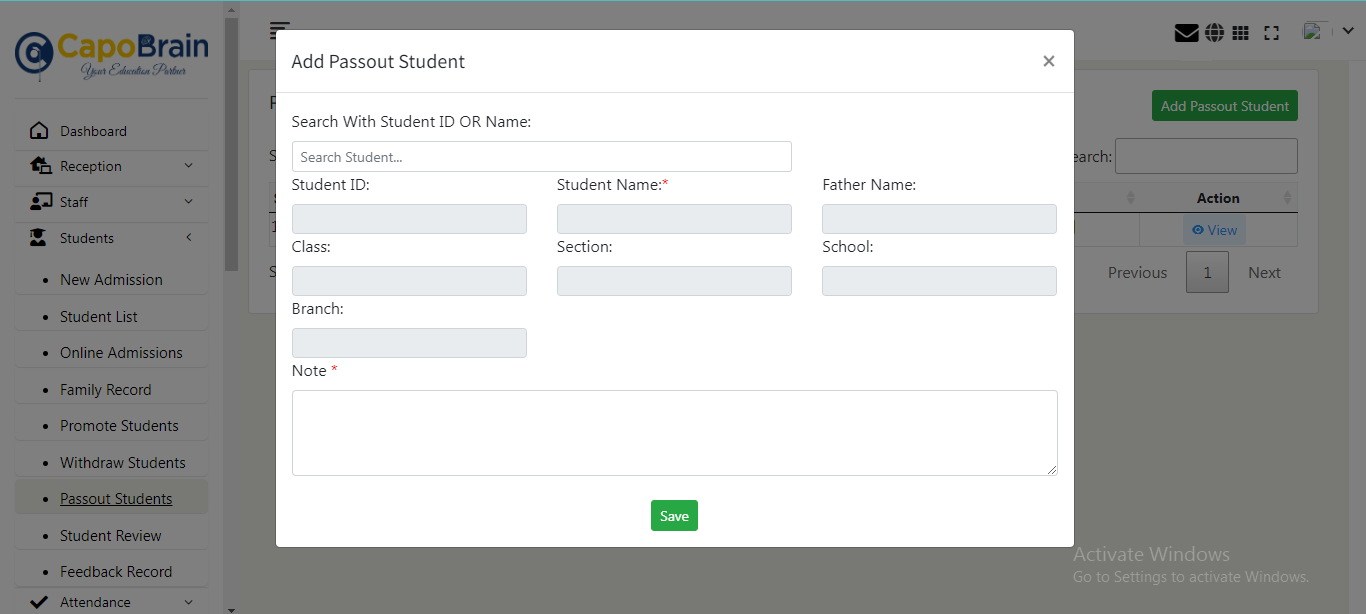 CapoBrain
Your Education Partner
Dashboard
Reception
Staff
Students
New Admission
Student List
Online Admissions
Family Record
Promote Students
Withdraw Students
Passout Students
Student Review
Feedback Record
Attendance
Add Passout Student
×
Search With Student ID OR Name:
Search Student...
Student ID: Student Name:* Father Name:
Class: Section: School:
Branch:
Note *
Save
Add Passout Student
earch:
Action
View
Previous 1 Next
Activate Windows
Go to Settings to activate Windows.